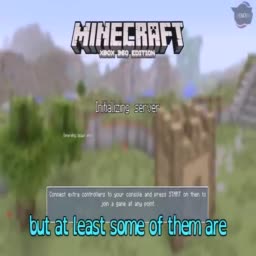 MINECRAFT
XBOX 360 EDITION
Initializing server
Connect extra controllers to your console and press START on them to
join a game at any point.
but at least some of them are